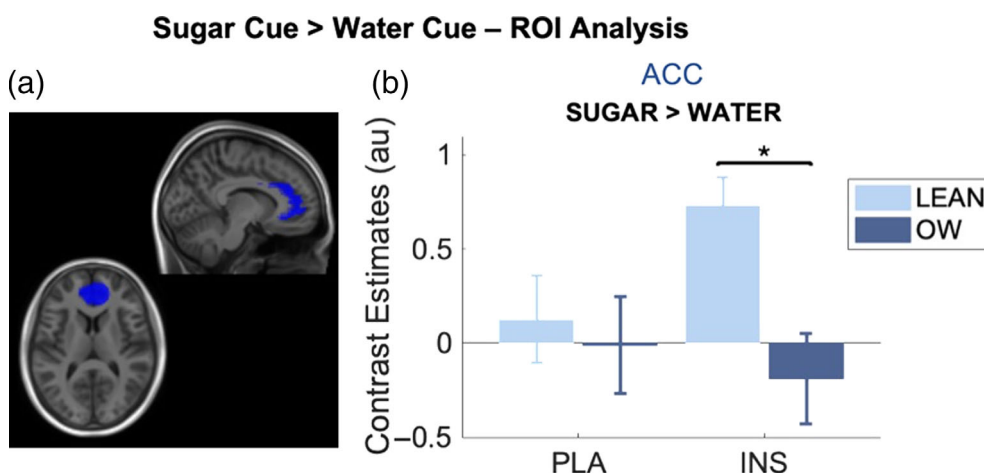 Sugar Cue > Water Cue – ROI Analysis
(a)
(b)
ACC
SUGAR > WATER
Contrast Estimates (au)
1
0.5
0
–0.5
*
LEAN
OW
PLA
INS